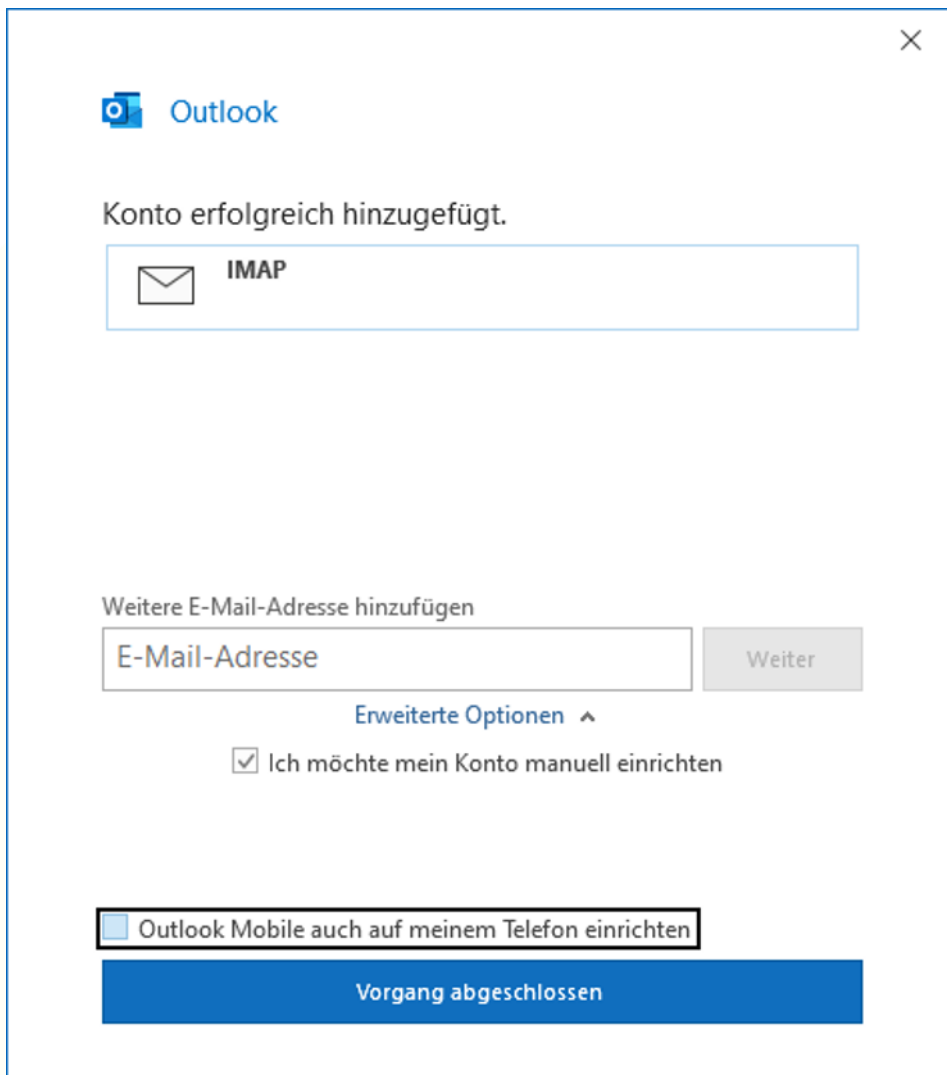 Outlook
Konto erfolgreich hinzugefügt.
IMAP
Weitere E-Mail-Adresse hinzufügen
E-Mail-Adresse
Weiter
Erweiterte Optionen
Ich möchte mein Konto manuell einrichten
Outlook Mobile auch auf meinem Telefon einrichten
Vorgang abgeschlossen